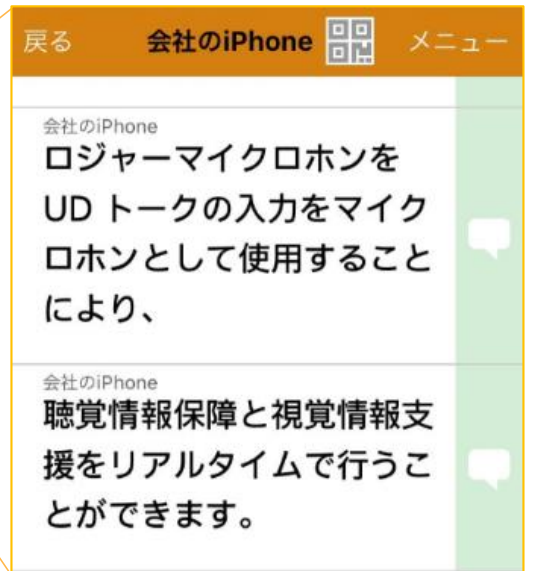 戻る 会社のiPhone メニュー
会社のiPhone
ロジャーマイクロホンを
UD トークの入力をマイク
ロホンとして使用すること
により、
会社のiPhone
聴覚情報保障と視覚情報支
援をリアルタイムで行うこ
とができます。